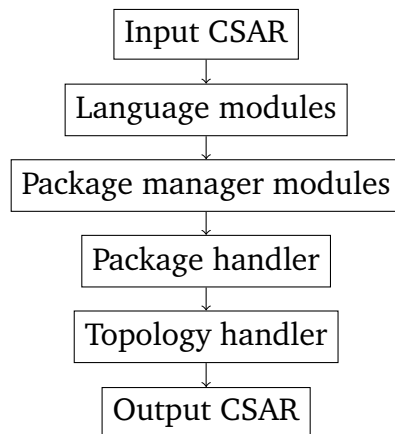 Input CSAR
Language modules
Package manager modules
Package handler
Topology handler
Output CSAR